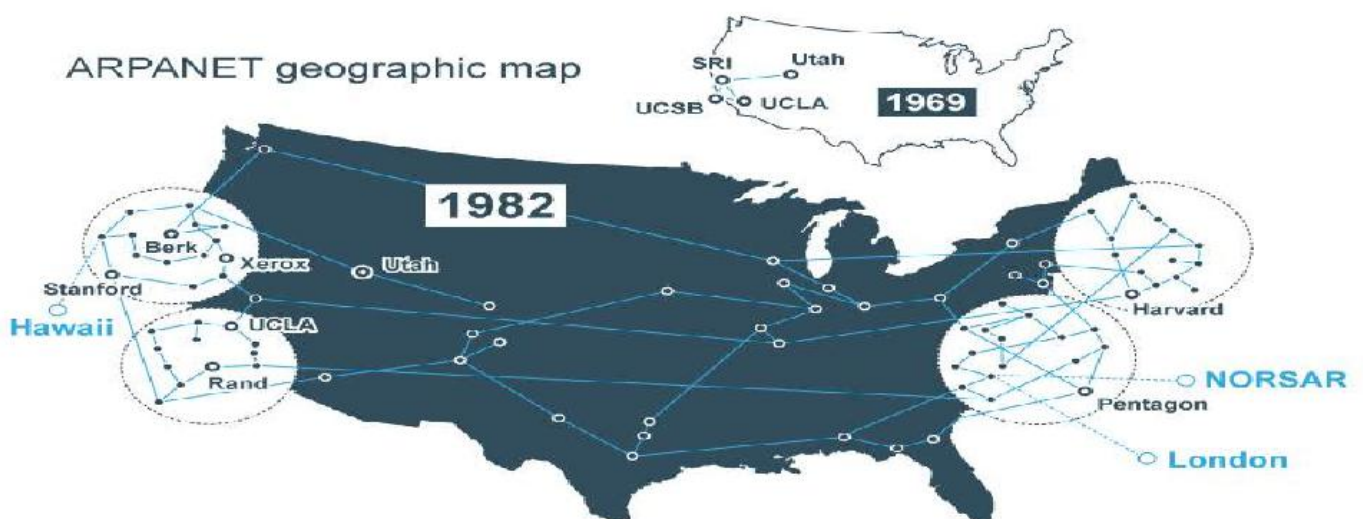 ARPANET geographic map
SRI
Utah
UCSB
UCLA
1969
1982
Berk
Xerox
Utah
Stanford
Hawaii
UCLA
Rand
Harvard
NORSAR
Pentagon
London